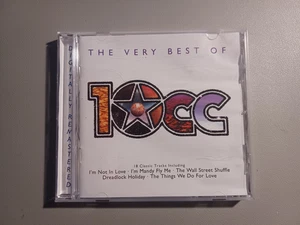 THE VERY BEST OF
10CC
18 Classic Tracks Including
I'm Not In Love · I'm Mandy Fly Me · The Wall Street Shuffle
Dreadlock Holiday · The Things We Do For Love
DIGITALLY REMASTERED